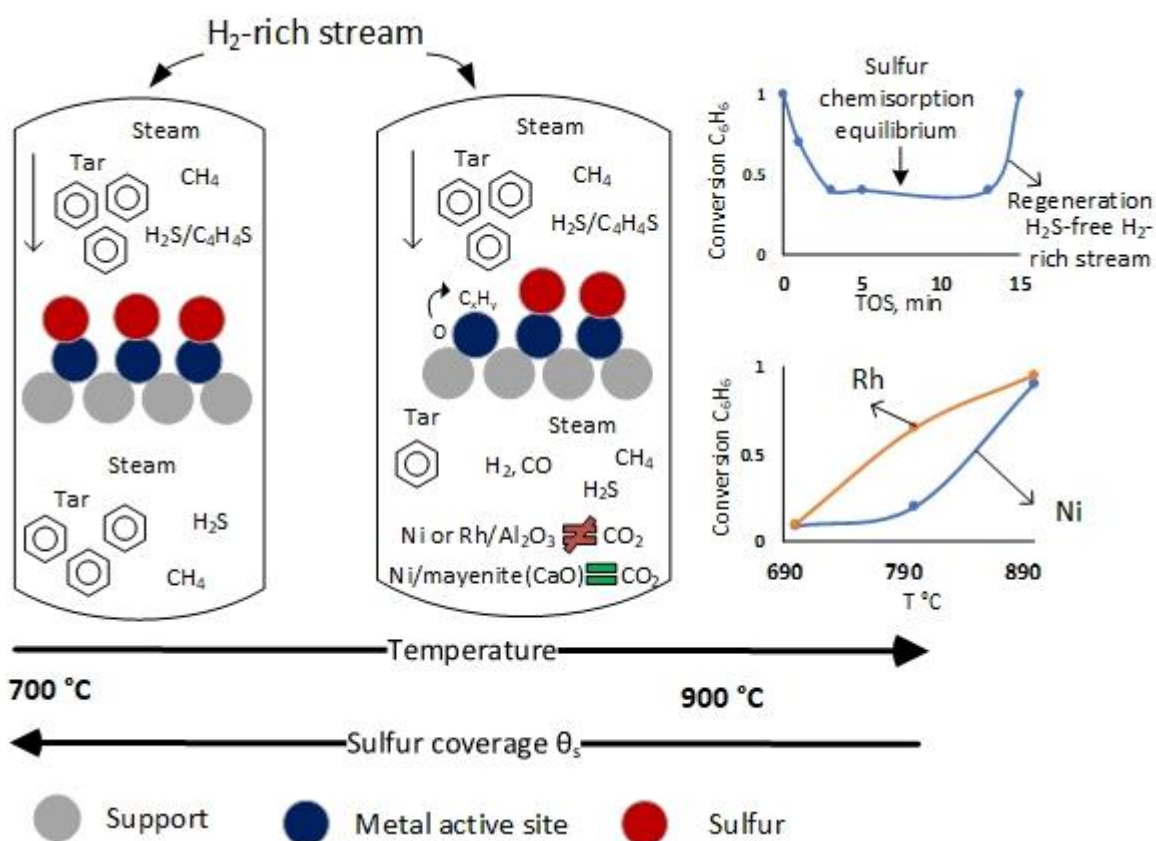 H₂-rich stream
Steam
Tar
CH₄
H₂S/C₄H₄S
Steam
Tar
H₂S
CH₄
Steam
Tar
CH₄
H₂S/C₄H₄S
CₓHᵧ
O
Steam
Tar
H₂, CO
CH₄
H₂S
Ni or Rh/Al₂O₃ ≠ CO₂
Ni/mayenite(CaO) = CO₂
Conversion C₆H₆
1
0.5
0
Sulfur
chemisorption
equilibrium
Regeneration
H₂S-free H₂-
rich stream
0 5 10 15
TOS, min
Conversion C₆H₆
1
0.5
0
Rh
Ni
690 790 890
T °C
Temperature
700 °C
900 °C
Sulfur coverage θₛ
Support
Metal active site
Sulfur